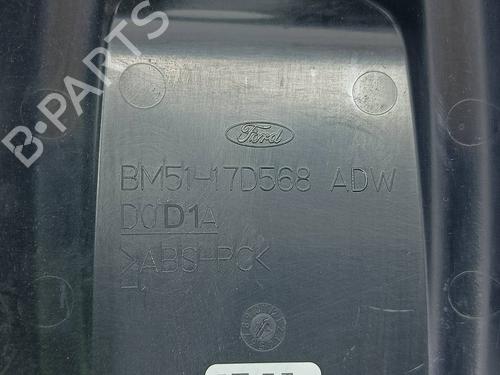 B-PARTS
Ford
BM51-17D568 ADW
D0D1A
>ABS-PC<